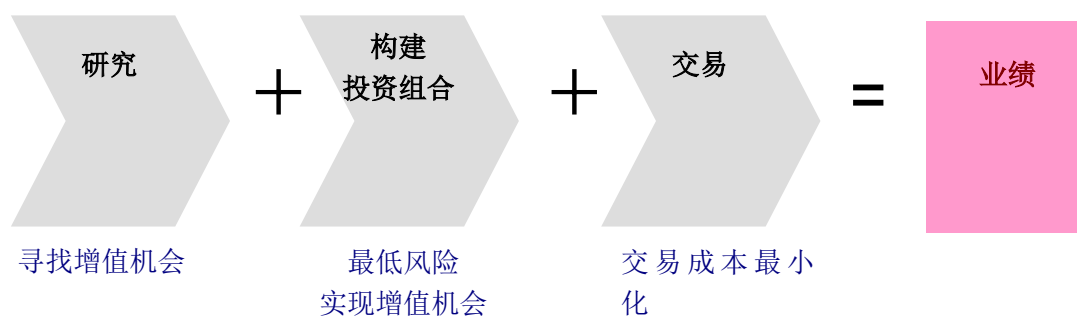 研究
+
构建
投资组合
+
交易
=
业绩
寻找增值机会
最低风险
实现增值机会
交易成本最小
化